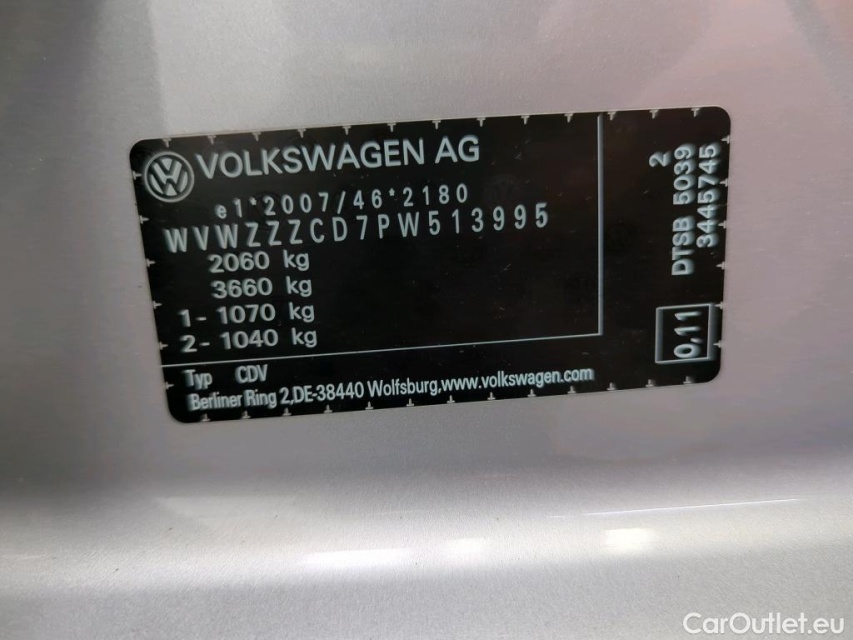 VOLKSWAGEN AG
e1*2007/46*2180
WVWZZZCD7PW513995
2060 kg
3660 kg
1- 1070 kg
2- 1040 kg
Typ CDV
Berliner Ring 2,DE-38440 Wolfsburg,www.volkswagen.com
2
DTSB 5039
3445745
0,11
CarOutlet.eu